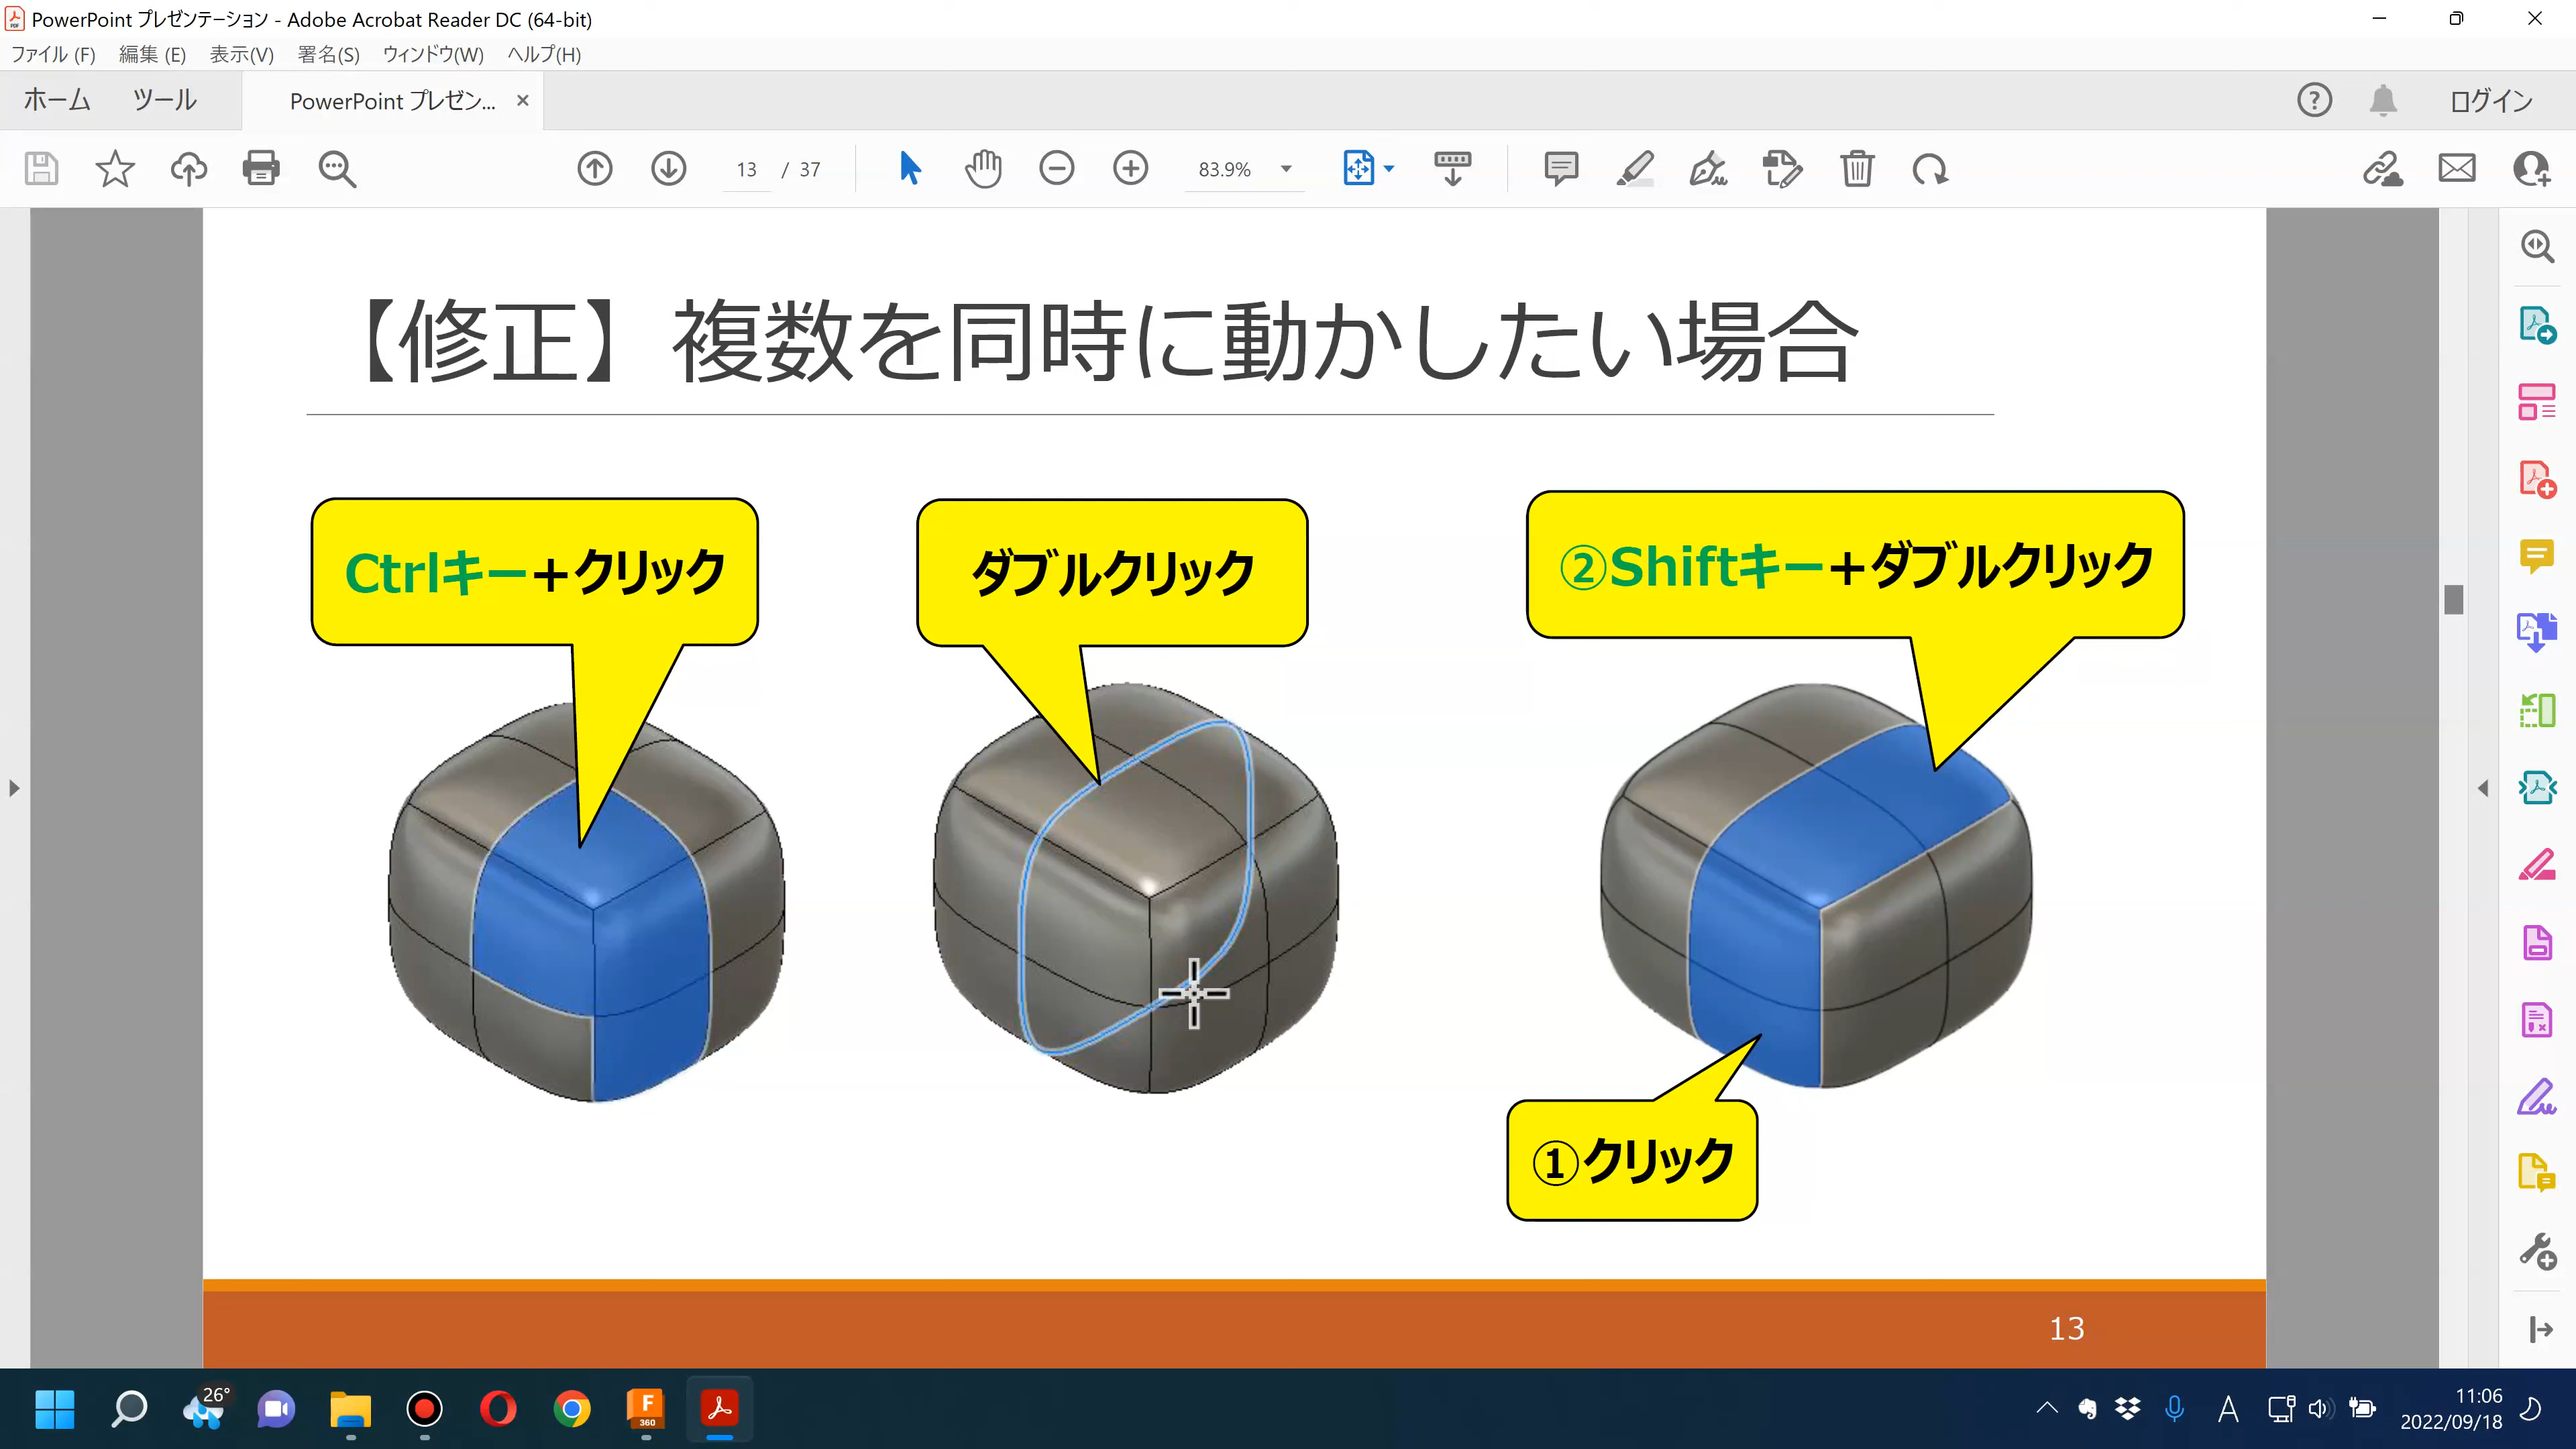 PowerPoint プレゼンテーション - Adobe Acrobat Reader DC (64-bit)
ファイル (F) 編集 (E) 表示(V) 署名(S) ウィンドウ(W) ヘルプ(H)
ホーム ツール PowerPoint プレゼン... × ログイン
13 / 37 83.9%
【修正】複数を同時に動かしたい場合
Ctrlキー+クリック
ダブルクリック
②Shiftキー+ダブルクリック
①クリック
13
26°
F
360
A
11:06
2022/09/18